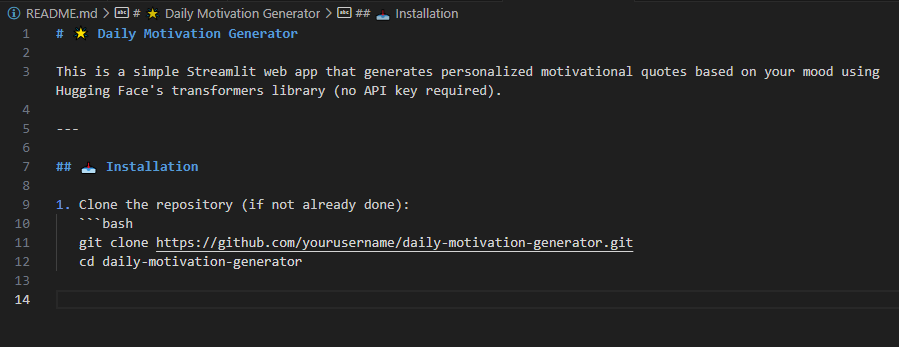 README.md > # ⭐ Daily Motivation Generator > ## 📥 Installation
1 # ⭐ Daily Motivation Generator
2
3 This is a simple Streamlit web app that generates personalized motivational quotes based on your mood using
Hugging Face's transformers library (no API key required).
4
5 ---
6
7 ## 📥 Installation
8
9 1. Clone the repository (if not already done):
10 ```bash
11 git clone https://github.com/yourusername/daily-motivation-generator.git
12 cd daily-motivation-generator
13
14